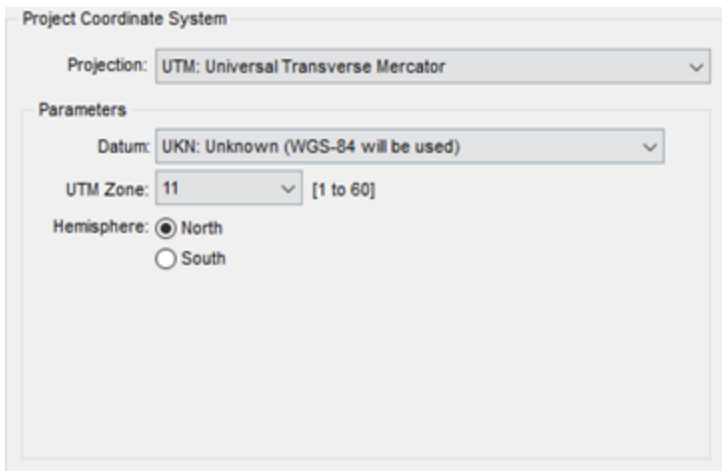 Project Coordinate System
Projection: UTM: Universal Transverse Mercator
Parameters
Datum: UKN: Unknown (WGS-84 will be used)
UTM Zone: 11 [1 to 60]
Hemisphere: North
South